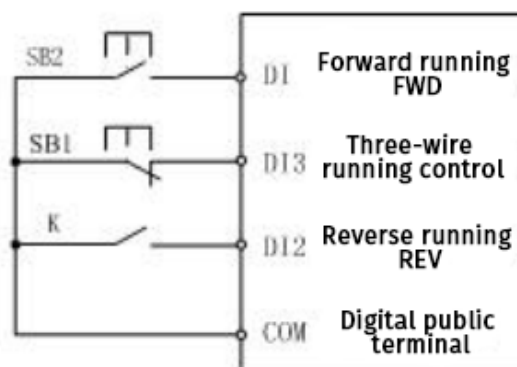 SB2
DI
Forward running
FWD
SB1
DI3
Three-wire
running control
K
DI2
Reverse running
REV
COM
Digital public
terminal